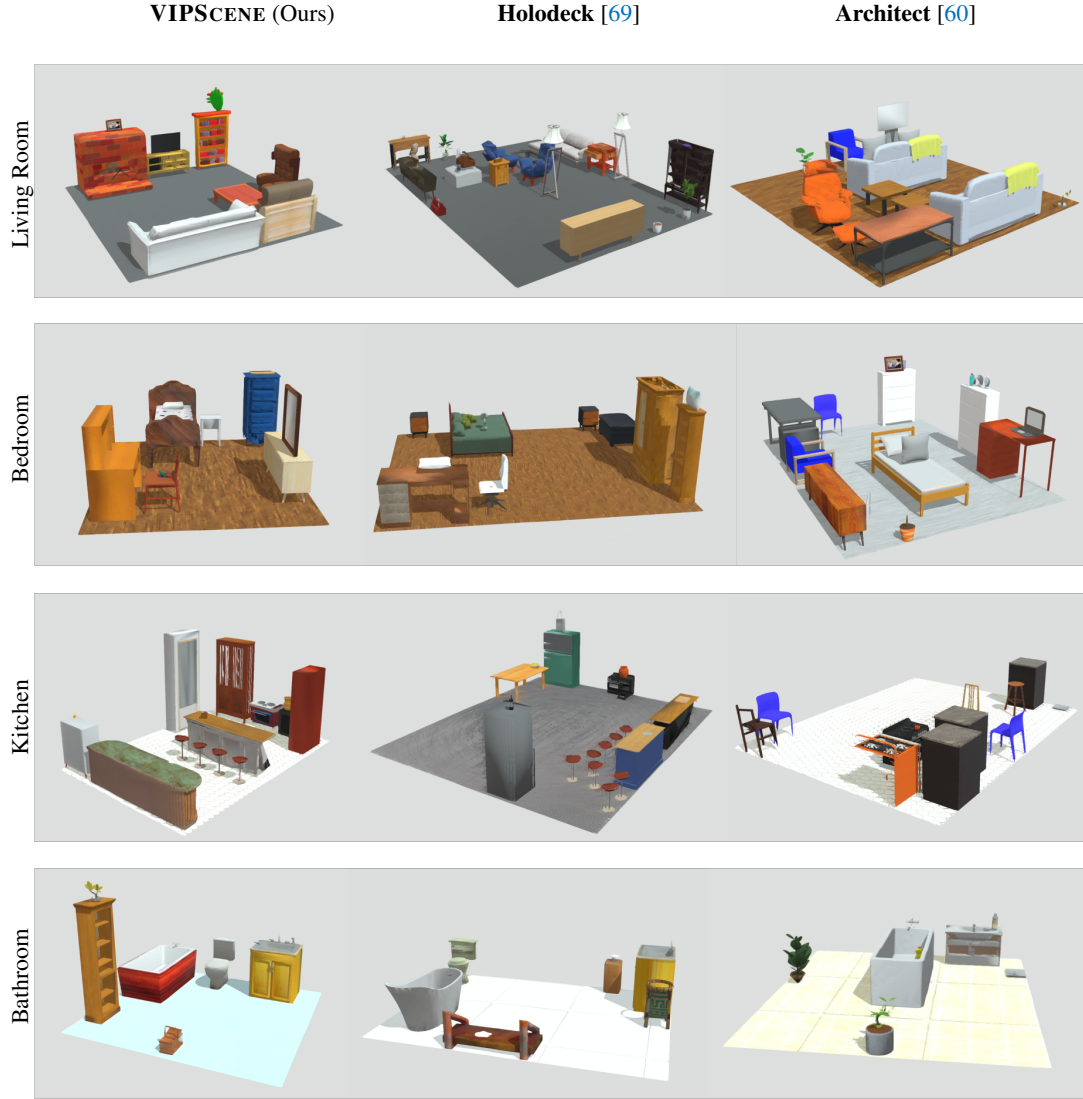 VIPSCENE (Ours) Holodeck [69] Architect [60]
Living Room
Bedroom
Kitchen
Bathroom